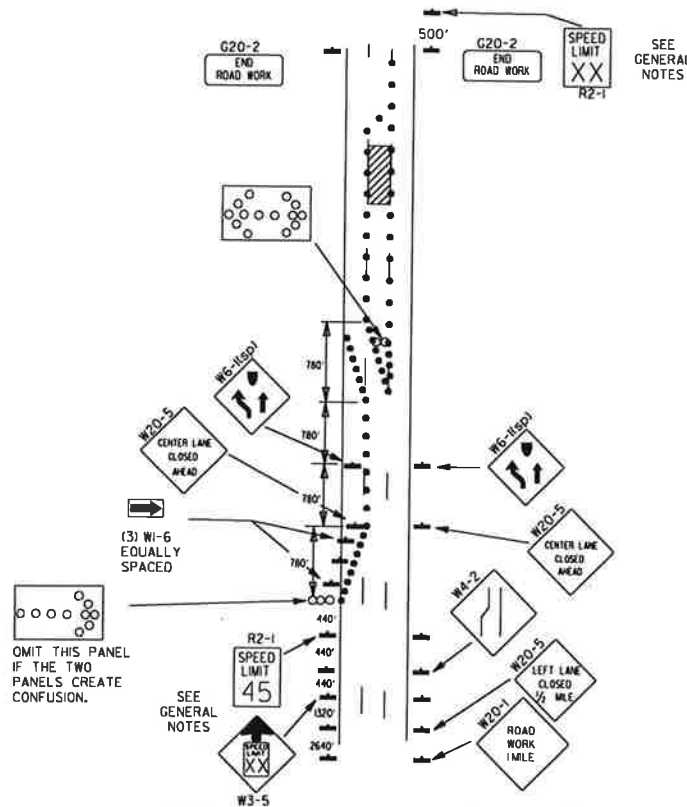 500'
G20-2
END
ROAD WORK
G20-2
END
ROAD WORK
SPEED
LIMIT
XX
R2-1
SEE
GENERAL
NOTES
780'
W6-1(sp)
780'
W20-5
CENTER LANE
CLOSED
AHEAD
780'
W6-1(sp)
(3) W1-6
EQUALLY
SPACED
780'
W20-5
CENTER LANE
CLOSED
AHEAD
OMIT THIS PANEL
IF THE TWO
PANELS CREATE
CONFUSION.
440'
W4-2
R2-1
SPEED
LIMIT
45
440'
440'
W20-5
LEFT LANE
CLOSED
1/2 MILE
SEE
GENERAL
NOTES
1320'
W20-1
ROAD
WORK
1 MILE
SPEED
LIMIT
XX
2640'
W3-5